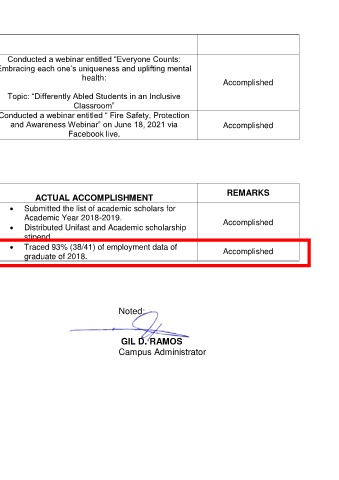 Conducted a webinar entitled "Everyone Counts:
Embracing each one's uniqueness and uplifting mental
health:
Topic: "Differently Abled Students in an Inclusive
Classroom"
Accomplished
Conducted a webinar entitled " Fire Safety, Protection
and Awareness Webinar" on June 18, 2021 via
Facebook live.
Accomplished
ACTUAL ACCOMPLISHMENT
REMARKS
• Submitted the list of academic scholars for
Academic Year 2018-2019.
• Distributed Unifast and Academic scholarship
stipend
Accomplished
• Traced 93% (38/41) of employment data of
graduate of 2018.
Accomplished
Noted:
GIL D. RAMOS
Campus Administrator